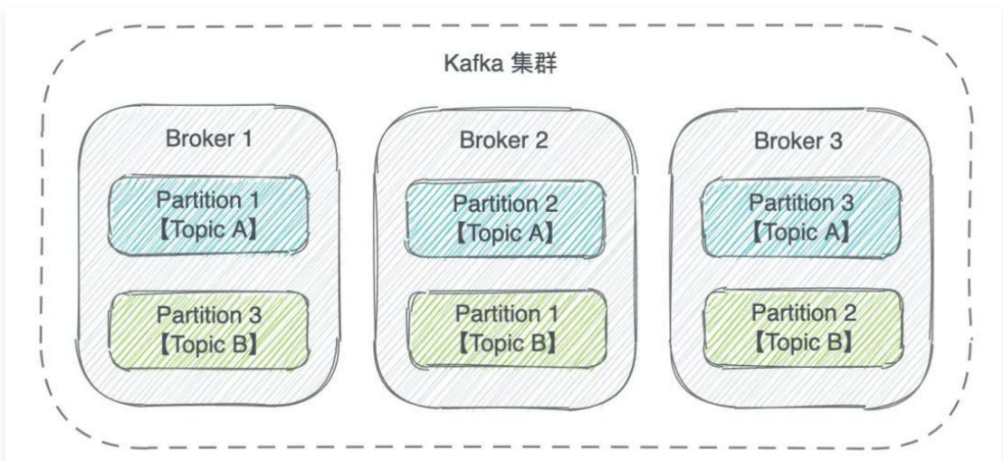 Kafka 集群
Broker 1
Partition 1
【Topic A】
Partition 3
【Topic B】
Broker 2
Partition 2
【Topic A】
Partition 1
【Topic B】
Broker 3
Partition 3
【Topic A】
Partition 2
【Topic B】